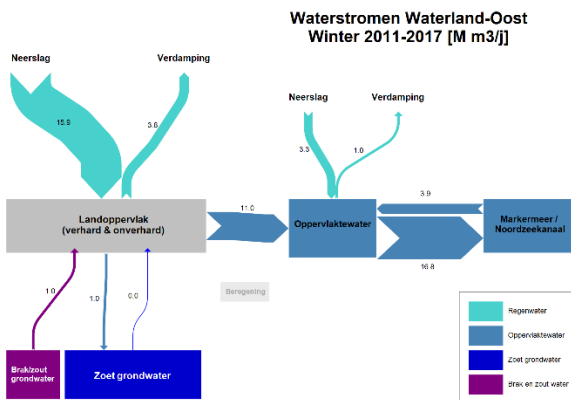 Waterstromen Waterland-Oost
Winter 2011-2017 [M m3/j]
Neerslag
Verdamping
15.9
3.8
Neerslag
Verdamping
3.3
1.0
Landoppervlak
(verhard & onverhard)
11.0
Oppervlaktewater
3.9
16.8
Markermeer /
Noordzeekanaal
1.0
1.0
0.0
Beregening
Brak/zout
grondwater
Zoet grondwater
Regenwater
Oppervlaktewater
Zoet grondwater
Brak en zout water